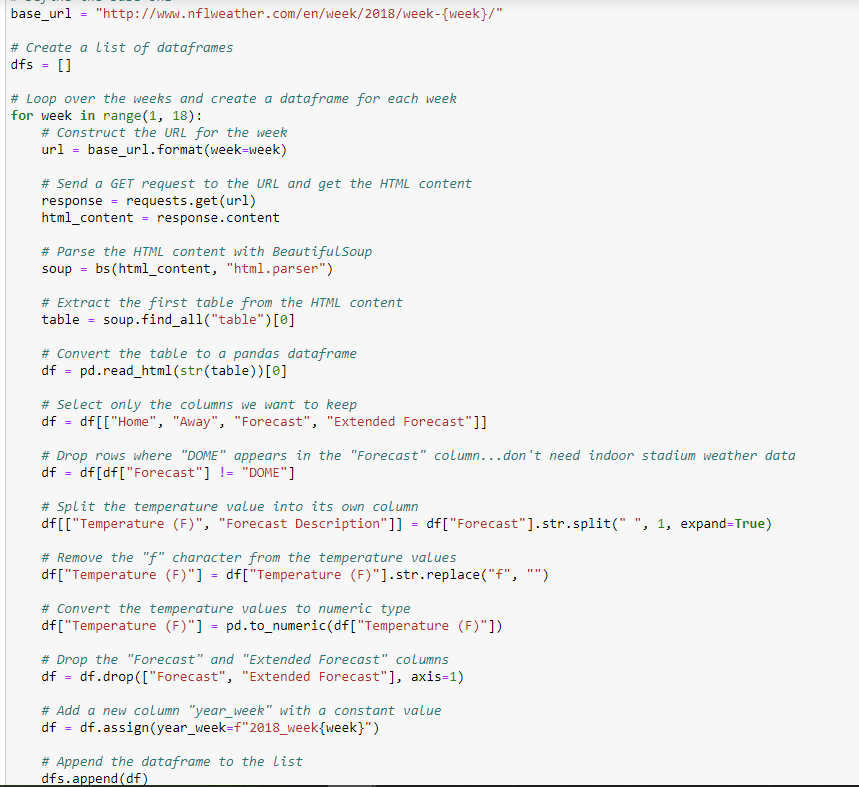 base_url = "http://www.nflweather.com/en/week/2018/week-{week}/"
# Create a list of dataframes
dfs = []
# Loop over the weeks and create a dataframe for each week
for week in range(1, 18):
    # Construct the URL for the week
    url = base_url.format(week=week)
    # Send a GET request to the URL and get the HTML content
    response = requests.get(url)
    html_content = response.content
    # Parse the HTML content with BeautifulSoup
    soup = bs(html_content, "html.parser")
    # Extract the first table from the HTML content
    table = soup.find_all("table")[0]
    # Convert the table to a pandas dataframe
    df = pd.read_html(str(table))[0]
    # Select only the columns we want to keep
    df = df[["Home", "Away", "Forecast", "Extended Forecast"]]
    # Drop rows where "DOME" appears in the "Forecast" column...don't need indoor stadium weather data
    df = df[df["Forecast"] != "DOME"]
    # Split the temperature value into its own column
    df[["Temperature (F)", "Forecast Description"]] = df["Forecast"].str.split(" ", 1, expand=True)
    # Remove the "f" character from the temperature values
    df["Temperature (F)"] = df["Temperature (F)"].str.replace("f", "")
    # Convert the temperature values to numeric type
    df["Temperature (F)"] = pd.to_numeric(df["Temperature (F)"])
    # Drop the "Forecast" and "Extended Forecast" columns
    df = df.drop(["Forecast", "Extended Forecast"], axis=1)
    # Add a new column "year_week" with a constant value
    df = df.assign(year_week=f"2018_week{week}")
    # Append the dataframe to the list
    dfs.append(df)